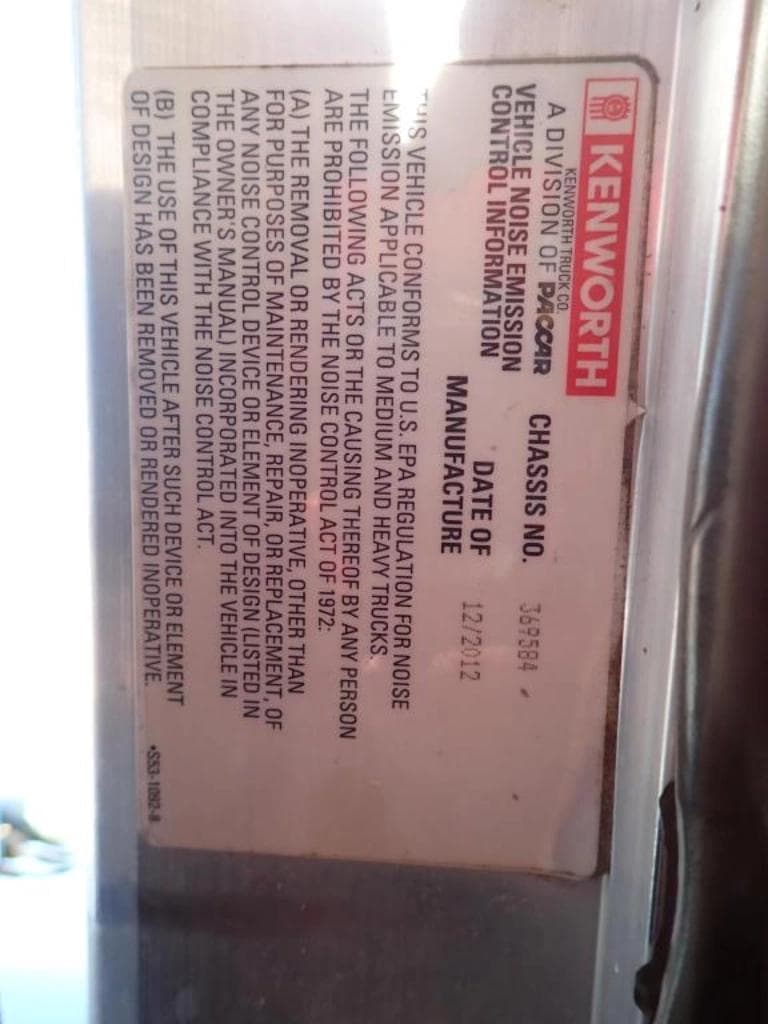 KENWORTH
KENWORTH TRUCK CO.
A DIVISION OF PACCAR
VEHICLE NOISE EMISSION
CONTROL INFORMATION
CHASSIS NO. 369584
DATE OF
MANUFACTURE 12/2012
THIS VEHICLE CONFORMS TO U.S. EPA REGULATION FOR NOISE
EMISSION APPLICABLE TO MEDIUM AND HEAVY TRUCKS.
THE FOLLOWING ACTS OR THE CAUSING THEREOF BY ANY PERSON
ARE PROHIBITED BY THE NOISE CONTROL ACT OF 1972:
(A) THE REMOVAL OR RENDERING INOPERATIVE, OTHER THAN
FOR PURPOSES OF MAINTENANCE, REPAIR, OR REPLACEMENT, OF
ANY NOISE CONTROL DEVICE OR ELEMENT OF DESIGN (LISTED IN
THE OWNER'S MANUAL) INCORPORATED INTO THE VEHICLE IN
COMPLIANCE WITH THE NOISE CONTROL ACT.
(B) THE USE OF THIS VEHICLE AFTER SUCH DEVICE OR ELEMENT
OF DESIGN HAS BEEN REMOVED OR RENDERED INOPERATIVE.